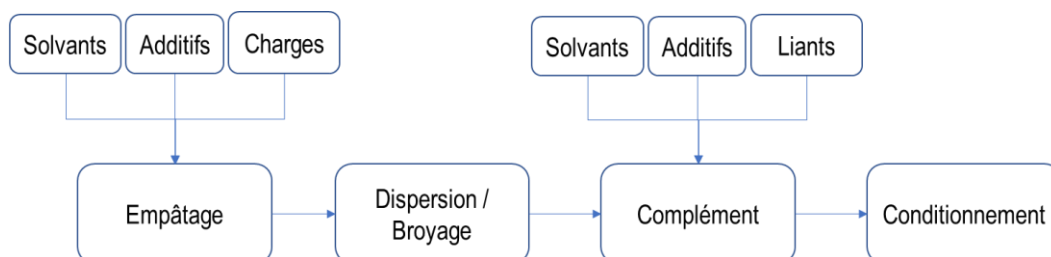 Solvants
Additifs
Charges
Solvants
Additifs
Liants
Empâtage
Dispersion /
Broyage
Complément
Conditionnement